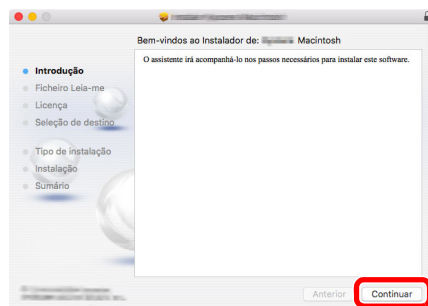 Bem-vindos ao Instalador de: Macintosh
O assistente irá acompanhá-lo nos passos necessários para instalar este software.
Introdução
Ficheiro Leia-me
Licença
Seleção de destino
Tipo de instalação
Instalação
Sumário
Anterior Continuar